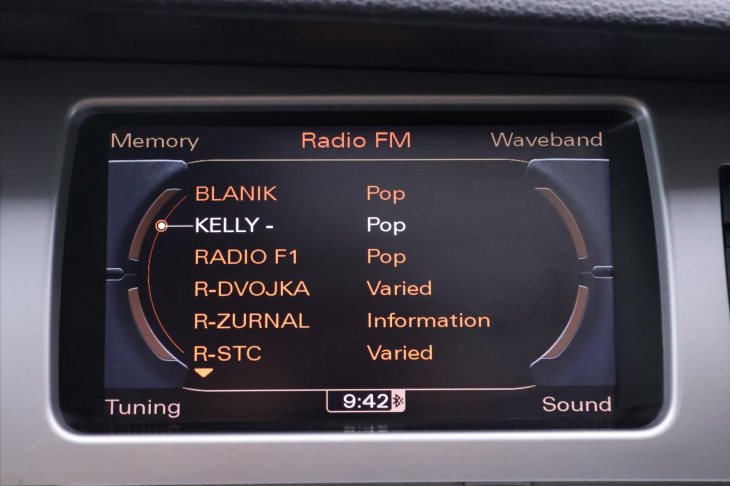 Memory Radio FM Waveband
BLANIK Pop
KELLY - Pop
RADIO F1 Pop
R-DVOJKA Varied
R-ZURNAL Information
R-STC Varied
Tuning 9:42 Sound